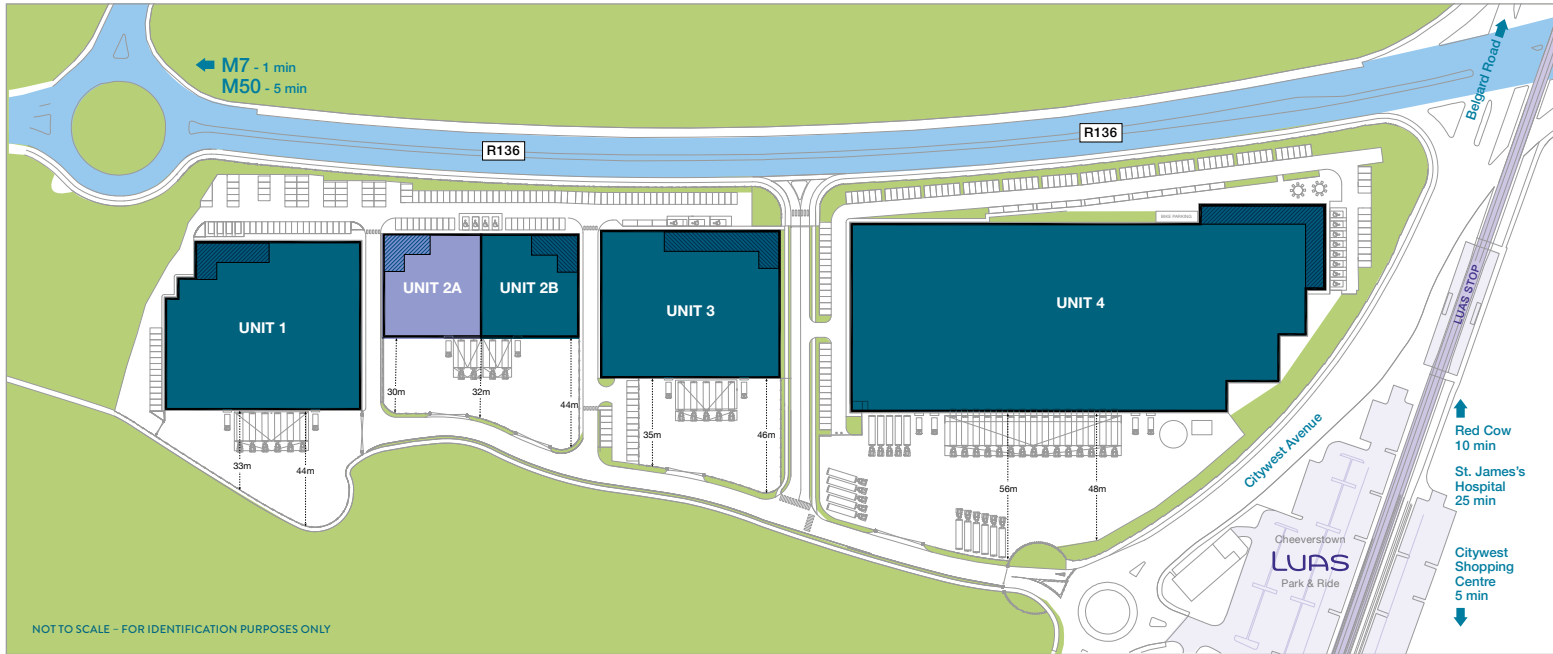 M7 - 1 min
M50 - 5 min
Belgard Road
R136
R136
BIKE PARKING
UNIT 1
UNIT 2A
UNIT 2B
UNIT 3
UNIT 4
LUAS STOP
30m
32m
44m
35m
46m
33m
44m
56m
48m
Citywest Avenue
Red Cow
10 min
St. James's
Hospital
25 min
Cheeverstown
LUAS
Park & Ride
Citywest
Shopping
Centre
5 min
NOT TO SCALE – FOR IDENTIFICATION PURPOSES ONLY